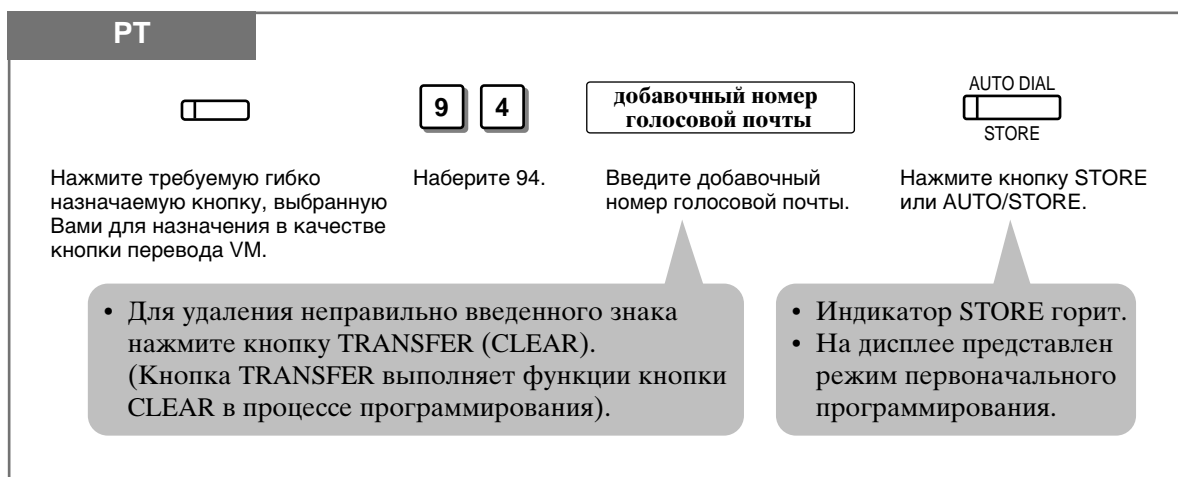 PT
9 4
добавочный номер
голосовой почты
AUTO DIAL
STORE
Нажмите требуемую гибко
назначаемую кнопку, выбранную
Вами для назначения в качестве
кнопки перевода VM.
Наберите 94.
Введите добавочный
номер голосовой почты.
Нажмите кнопку STORE
или AUTO/STORE.
• Для удаления неправильно введенного знака
нажмите кнопку TRANSFER (CLEAR).
(Кнопка TRANSFER выполняет функции кнопки
CLEAR в процессе программирования).
• Индикатор STORE горит.
• На дисплее представлен
режим первоначального
программирования.